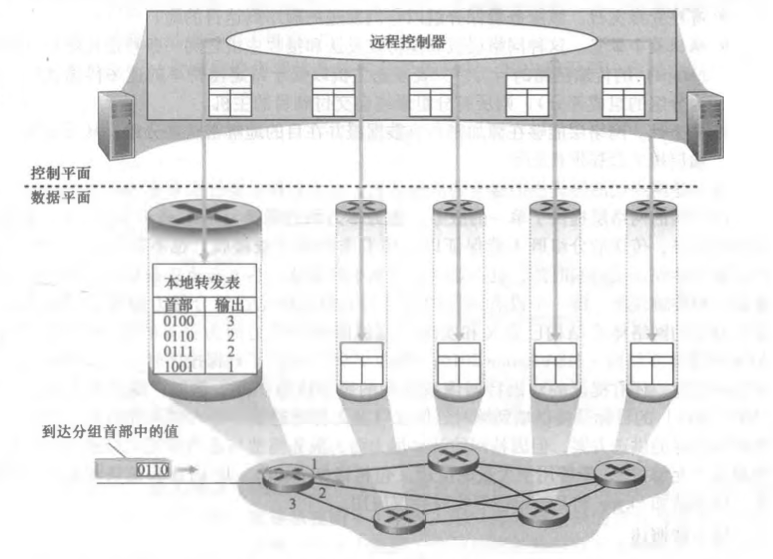 远程控制器
控制平面
数据平面
本地转发表
首部 输出
0100 3
0110 2
0111 2
1001 1
到达分组首部中的值
0110
1
2
3